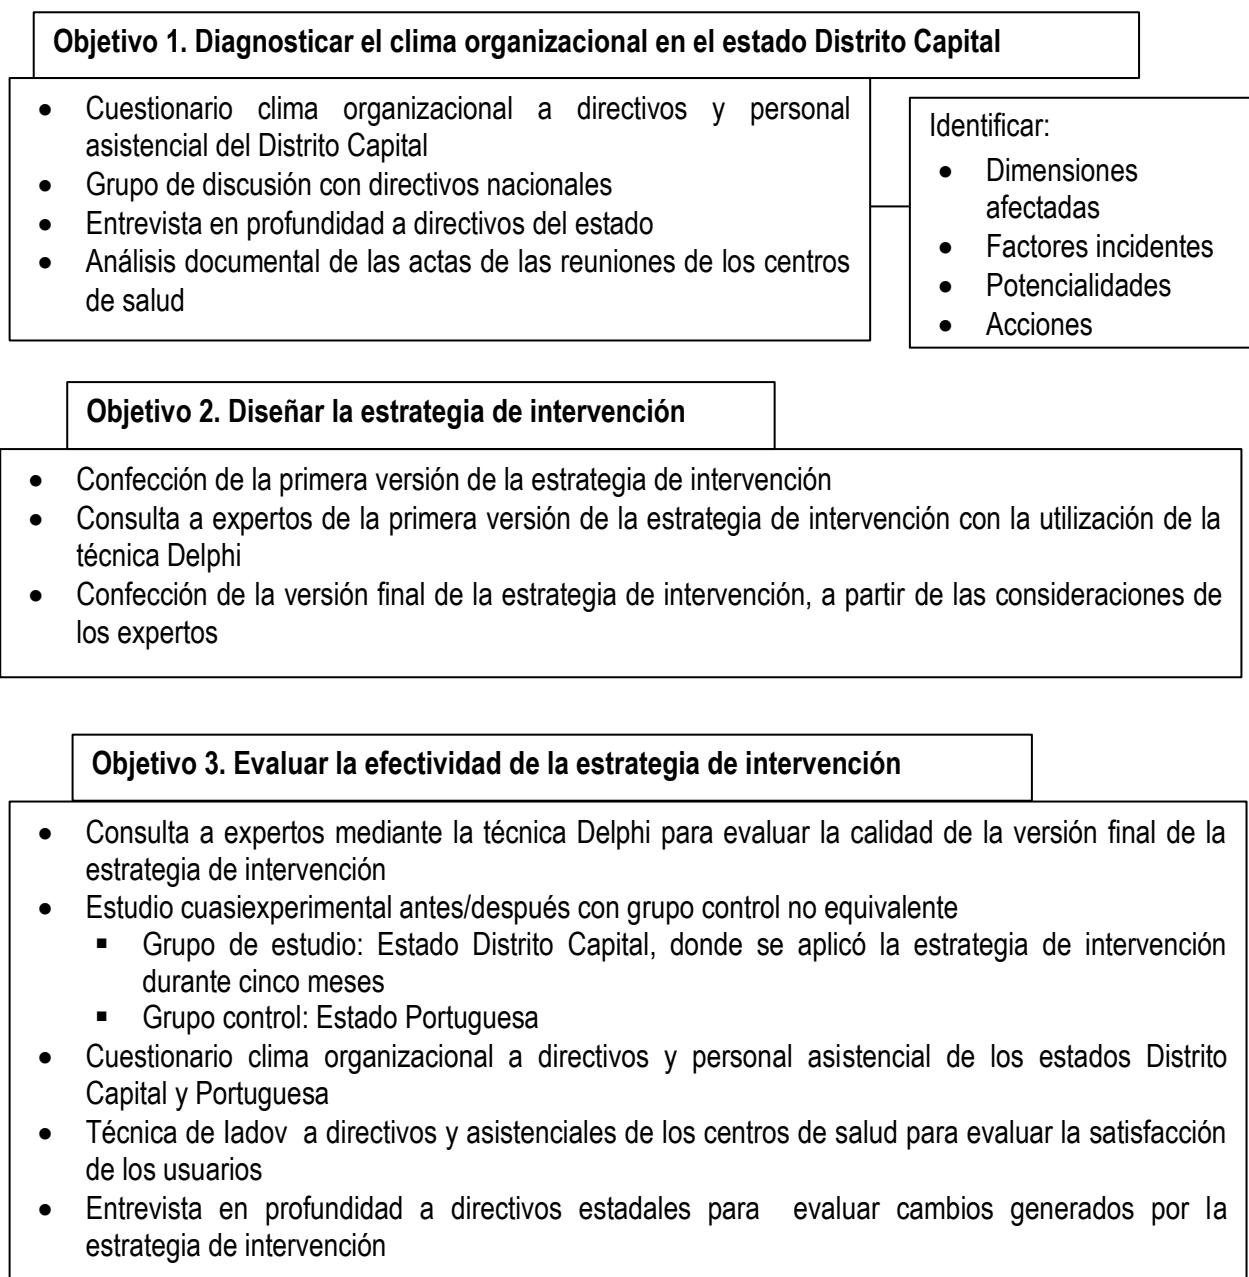 Objetivo 1. Diagnosticar el clima organizacional en el estado Distrito Capital
• Cuestionario clima organizacional a directivos y personal
asistencial del Distrito Capital
• Grupo de discusión con directivos nacionales
• Entrevista en profundidad a directivos del estado
• Análisis documental de las actas de las reuniones de los centros
de salud
Identificar:
• Dimensiones
afectadas
• Factores incidentes
• Potencialidades
• Acciones
Objetivo 2. Diseñar la estrategia de intervención
• Confección de la primera versión de la estrategia de intervención
• Consulta a expertos de la primera versión de la estrategia de intervención con la utilización de la
técnica Delphi
• Confección de la versión final de la estrategia de intervención, a partir de las consideraciones de
los expertos
Objetivo 3. Evaluar la efectividad de la estrategia de intervención
• Consulta a expertos mediante la técnica Delphi para evaluar la calidad de la versión final de la
estrategia de intervención
• Estudio cuasiexperimental antes/después con grupo control no equivalente
▪ Grupo de estudio: Estado Distrito Capital, donde se aplicó la estrategia de intervención
durante cinco meses
▪ Grupo control: Estado Portuguesa
• Cuestionario clima organizacional a directivos y personal asistencial de los estados Distrito
Capital y Portuguesa
• Técnica de Iadov a directivos y asistenciales de los centros de salud para evaluar la satisfacción
de los usuarios
• Entrevista en profundidad a directivos estadales para evaluar cambios generados por la
estrategia de intervención